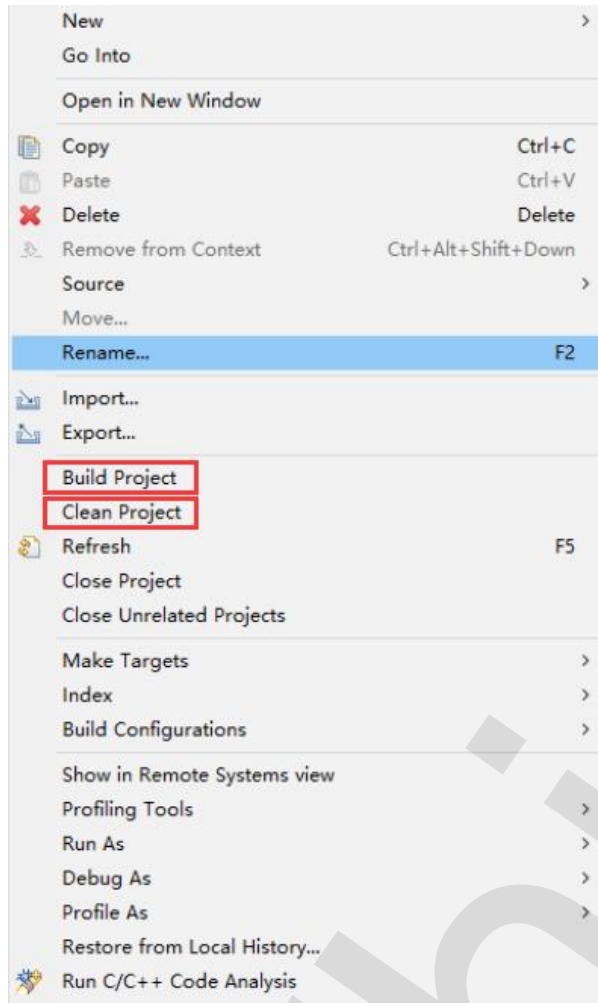 New
Go Into
Open in New Window
Copy Ctrl+C
Paste Ctrl+V
Delete Delete
Remove from Context Ctrl+Alt+Shift+Down
Source
Move...
Rename... F2
Import...
Export...
Build Project
Clean Project
Refresh F5
Close Project
Close Unrelated Projects
Make Targets
Index
Build Configurations
Show in Remote Systems view
Profiling Tools
Run As
Debug As
Profile As
Restore from Local History...
Run C/C++ Code Analysis